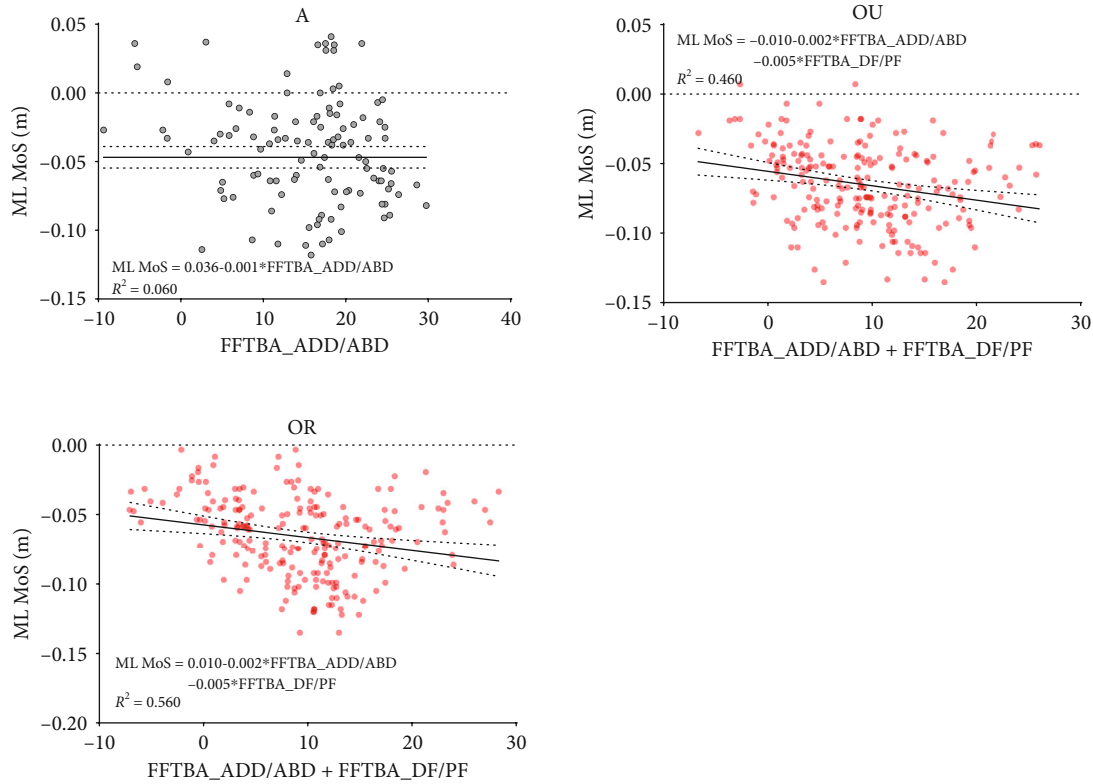 A
0.05
0.00
−0.05
−0.10
−0.15
ML MoS (m)
ML MoS = 0.036-0.001*FFTBA_ADD/ABD
R² = 0.060
−10
0
10
20
30
40
FFTBA_ADD/ABD
OU
0.05
0.00
−0.05
−0.10
−0.15
ML MoS (m)
ML MoS = −0.010-0.002*FFTBA_ADD/ABD
−0.005*FFTBA_DF/PF
R² = 0.460
−10
0
10
20
30
FFTBA_ADD/ABD + FFTBA_DF/PF
OR
0.00
−0.05
−0.10
−0.15
−0.20
ML MoS (m)
ML MoS = 0.010-0.002*FFTBA_ADD/ABD
−0.005*FFTBA_DF/PF
R² = 0.560
−10
0
10
20
30
FFTBA_ADD/ABD + FFTBA_DF/PF